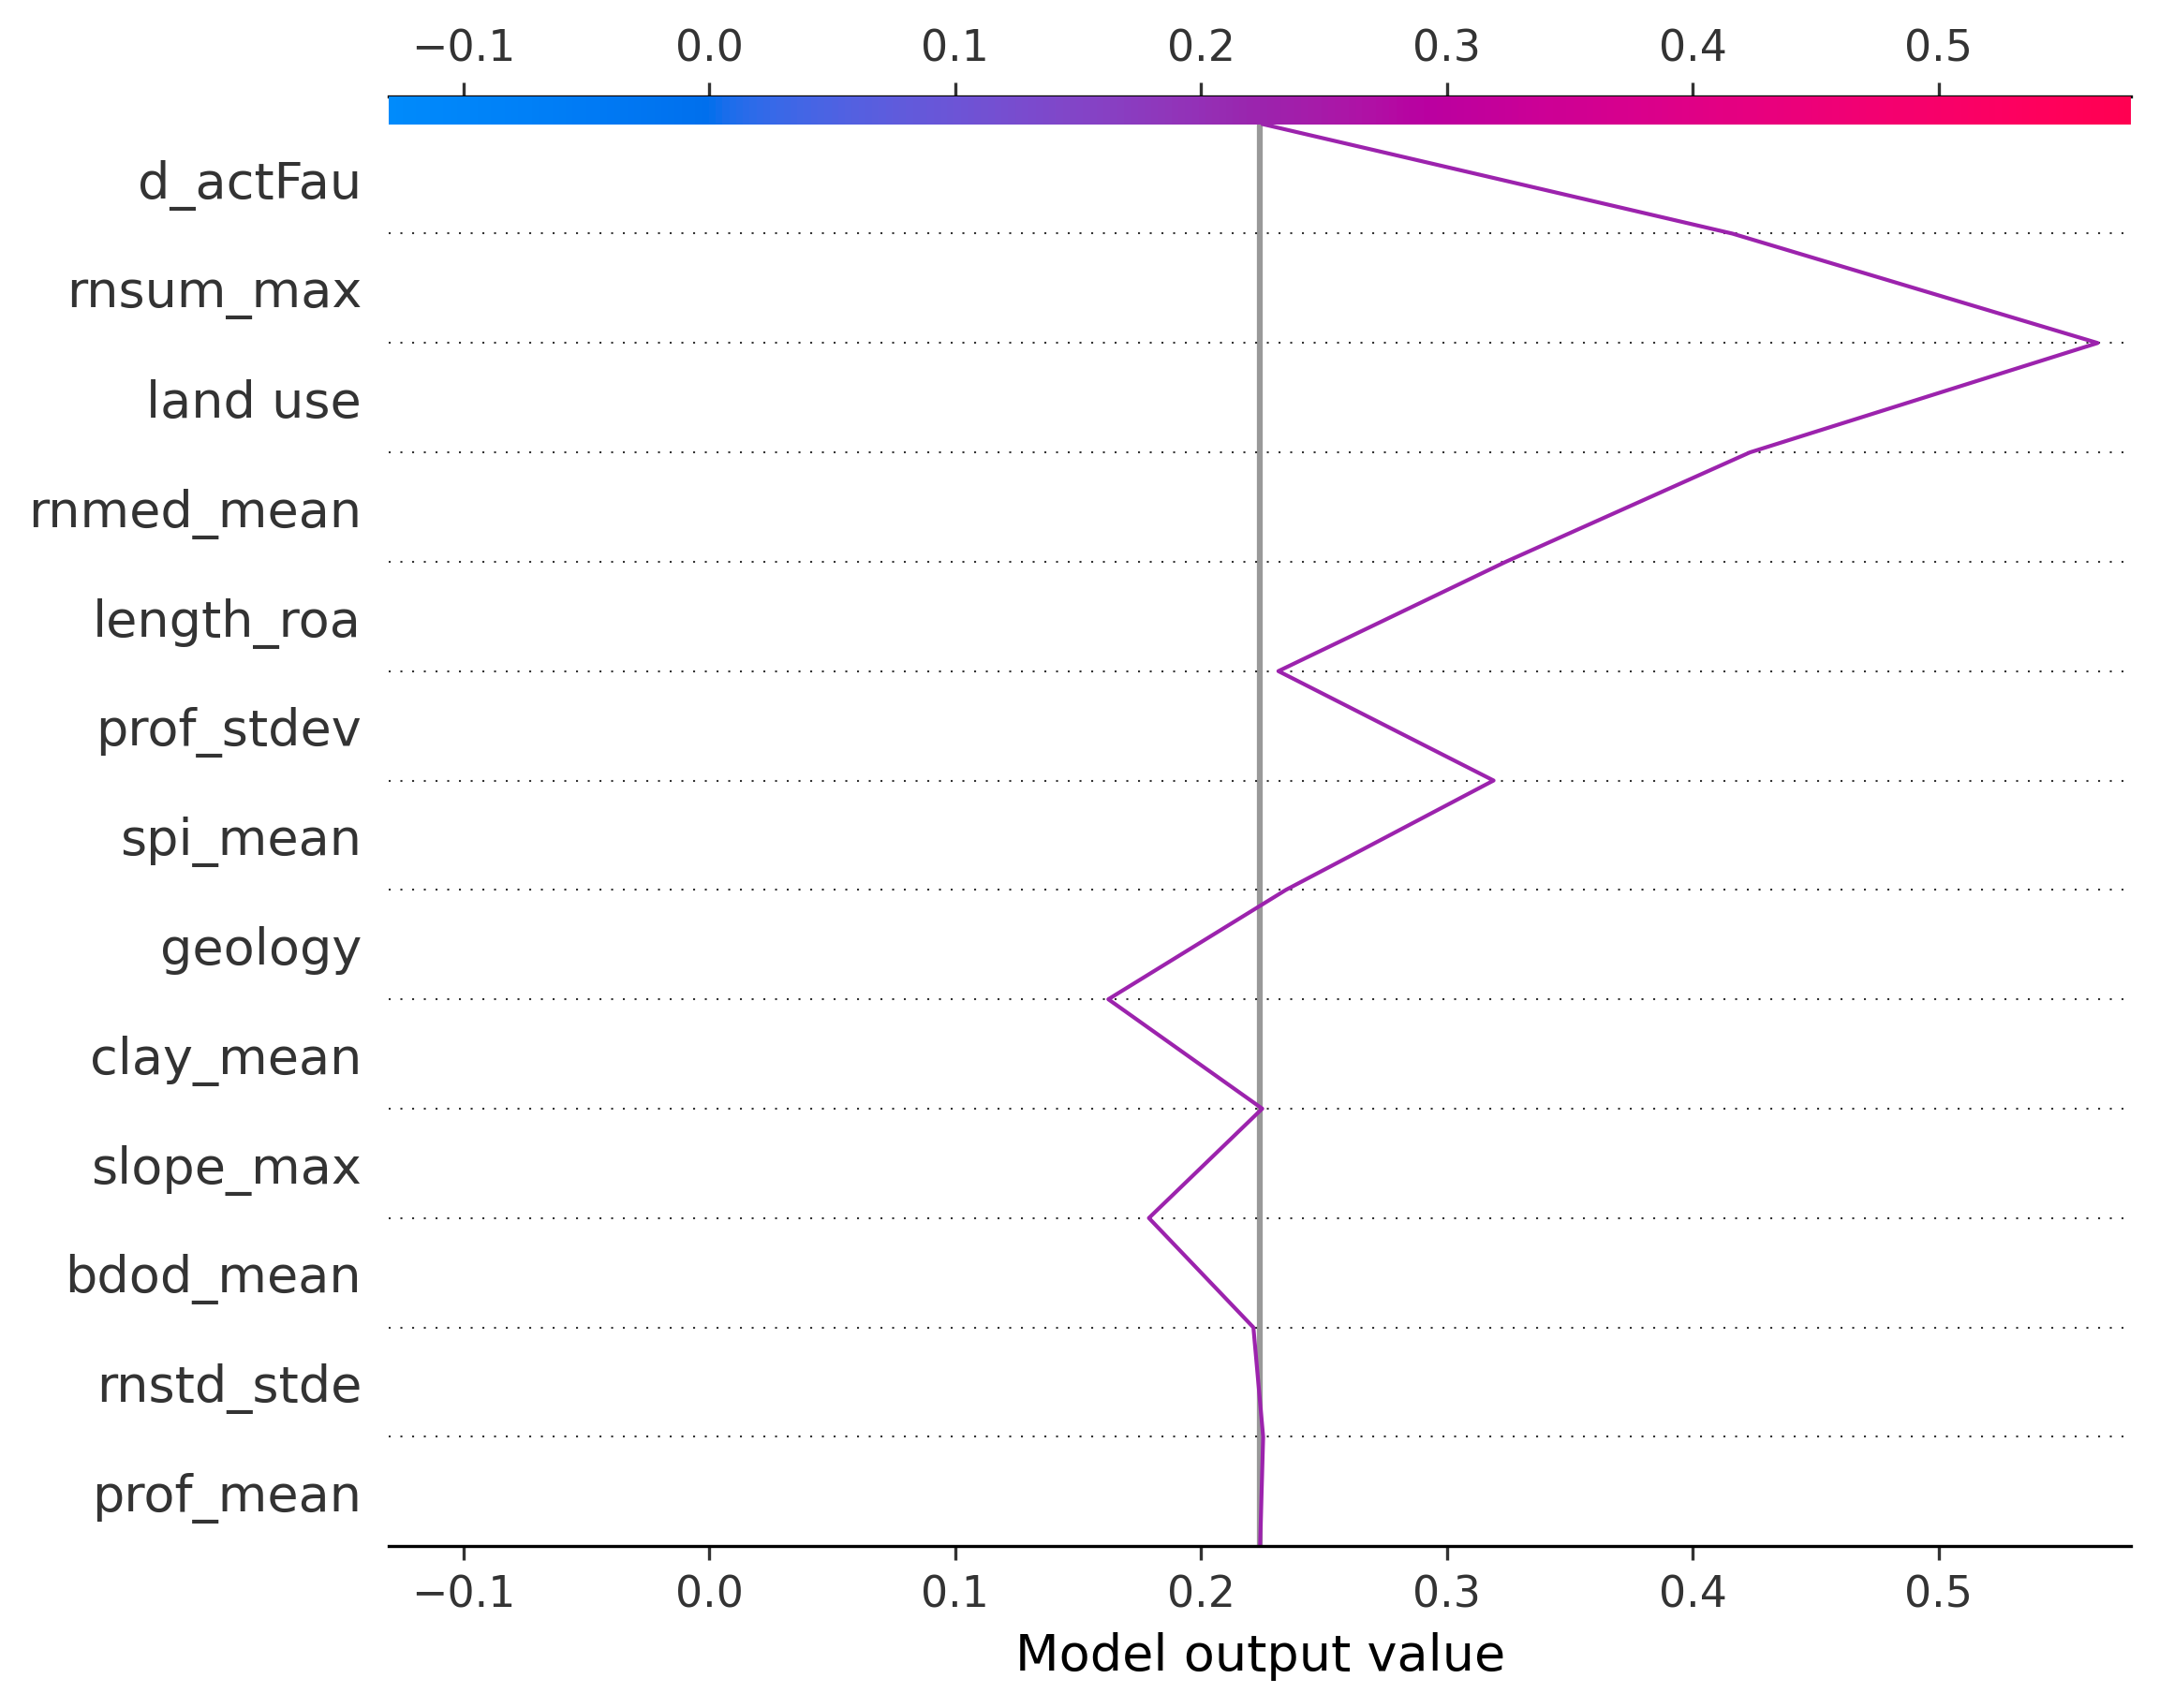 −0.1 0.0 0.1 0.2 0.3 0.4 0.5
d_actFau
rnsum_max
land use
rnmed_mean
length_roa
prof_stdev
spi_mean
geology
clay_mean
slope_max
bdod_mean
rnstd_stde
prof_mean
−0.1 0.0 0.1 0.2 0.3 0.4 0.5
Model output value